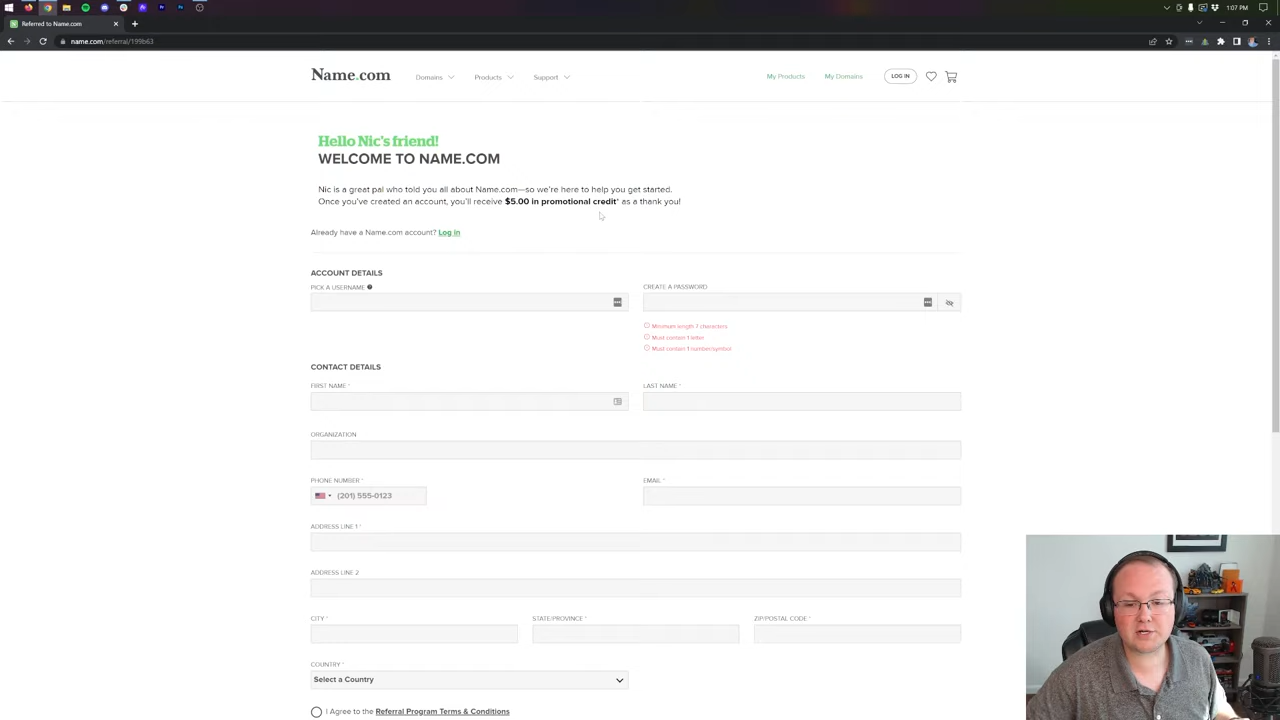 Referred to Name.com
1:07 PM
name.com/referral/199b63
Name.com
Domains
Products
Support
My Products
My Domains
LOG IN
Hello Nic's friend!
WELCOME TO NAME.COM
Nic is a great pal who told you all about Name.com—so we're here to help you get started.
Once you've created an account, you'll receive $5.00 in promotional credit* as a thank you!
Already have a Name.com account? Log in
ACCOUNT DETAILS
PICK A USERNAME
CREATE A PASSWORD
Minimum length 7 characters
Must contain 1 letter
Must contain 1 number/symbol
CONTACT DETAILS
FIRST NAME *
LAST NAME *
ORGANIZATION
PHONE NUMBER *
EMAIL *
(201) 555-0123
ADDRESS LINE 1 *
ADDRESS LINE 2
CITY *
STATE/PROVINCE *
ZIP/POSTAL CODE *
COUNTRY *
Select a Country
I Agree to the Referral Program Terms & Conditions